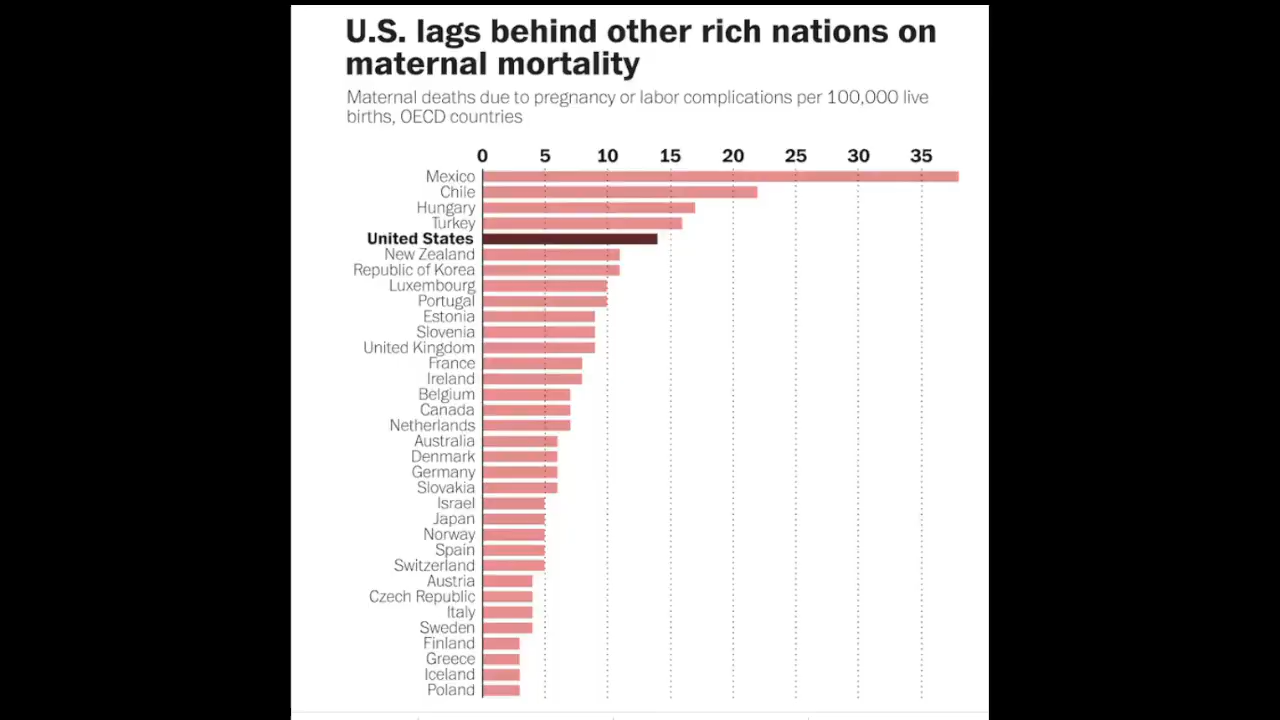 U.S. lags behind other rich nations on
maternal mortality
Maternal deaths due to pregnancy or labor complications per 100,000 live
births, OECD countries
0 5 10 15 20 25 30 35
Mexico
Chile
Hungary
Turkey
United States
New Zealand
Republic of Korea
Luxembourg
Portugal
Estonia
Slovenia
United Kingdom
France
Ireland
Belgium
Canada
Netherlands
Australia
Denmark
Germany
Slovakia
Israel
Japan
Norway
Spain
Switzerland
Austria
Czech Republic
Italy
Sweden
Finland
Greece
Iceland
Poland